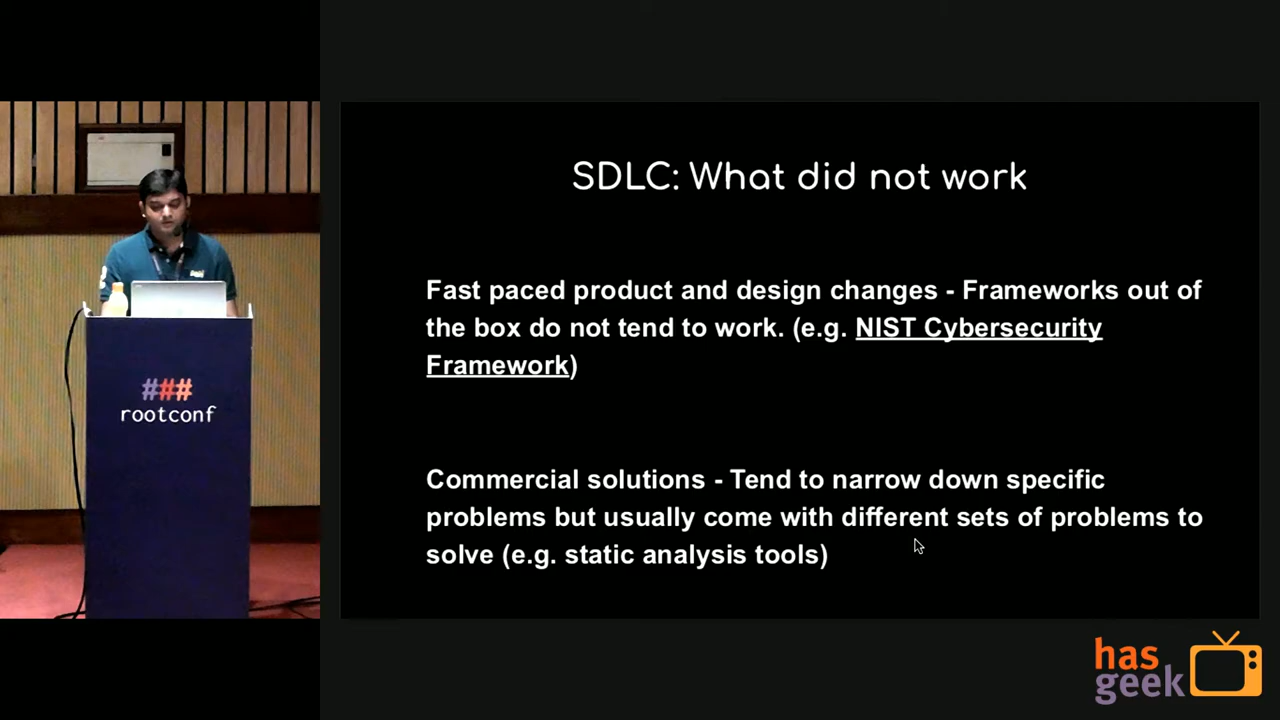 SDLC: What did not work
Fast paced product and design changes - Frameworks out of
the box do not tend to work. (e.g. NIST Cybersecurity
Framework)
Commercial solutions - Tend to narrow down specific
problems but usually come with different sets of problems to
solve (e.g. static analysis tools)
###
rootconf
has
geek